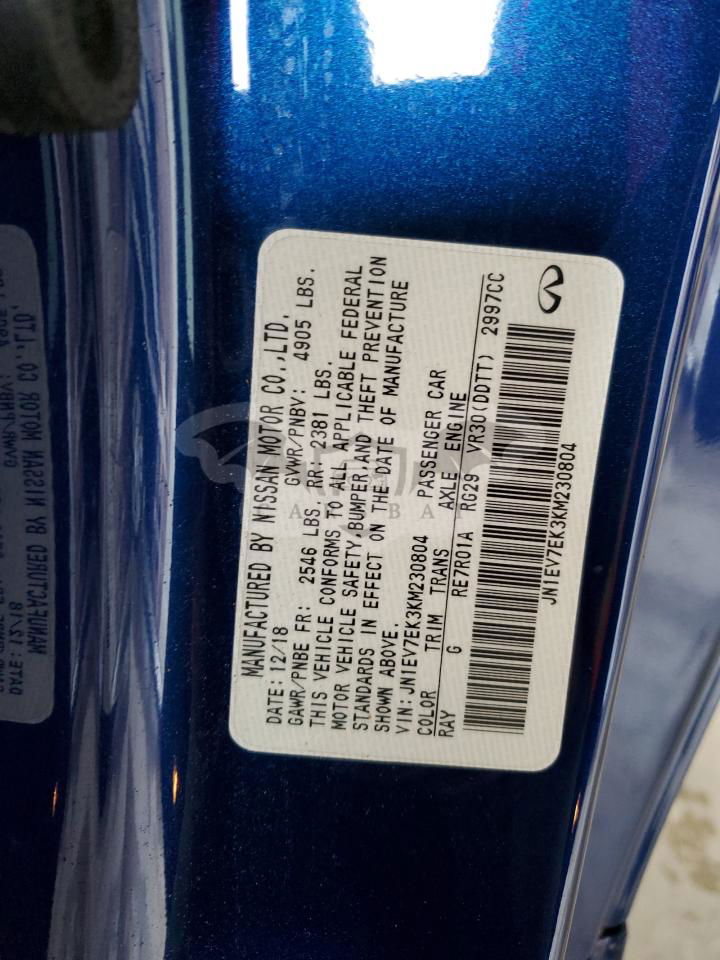 MANUFACTURED BY NISSAN MOTOR CO.,LTD.
DATE: 12/18 GVWR/PNBV: 4905 LBS.
GAWR/PNBE FR: 2546 LBS. RR: 2381 LBS.
THIS VEHICLE CONFORMS TO ALL APPLICABLE FEDERAL
MOTOR VEHICLE SAFETY,BUMPER,AND THEFT PREVENTION
STANDARDS IN EFFECT ON THE DATE OF MANUFACTURE
SHOWN ABOVE.
VIN: JN1EV7EK3KM230804 PASSENGER CAR
COLOR TRIM TRANS AXLE ENGINE
RAY G RE7R01A RG29 VR30(DDTT) 2997CC
JN1EV7EK3KM230804